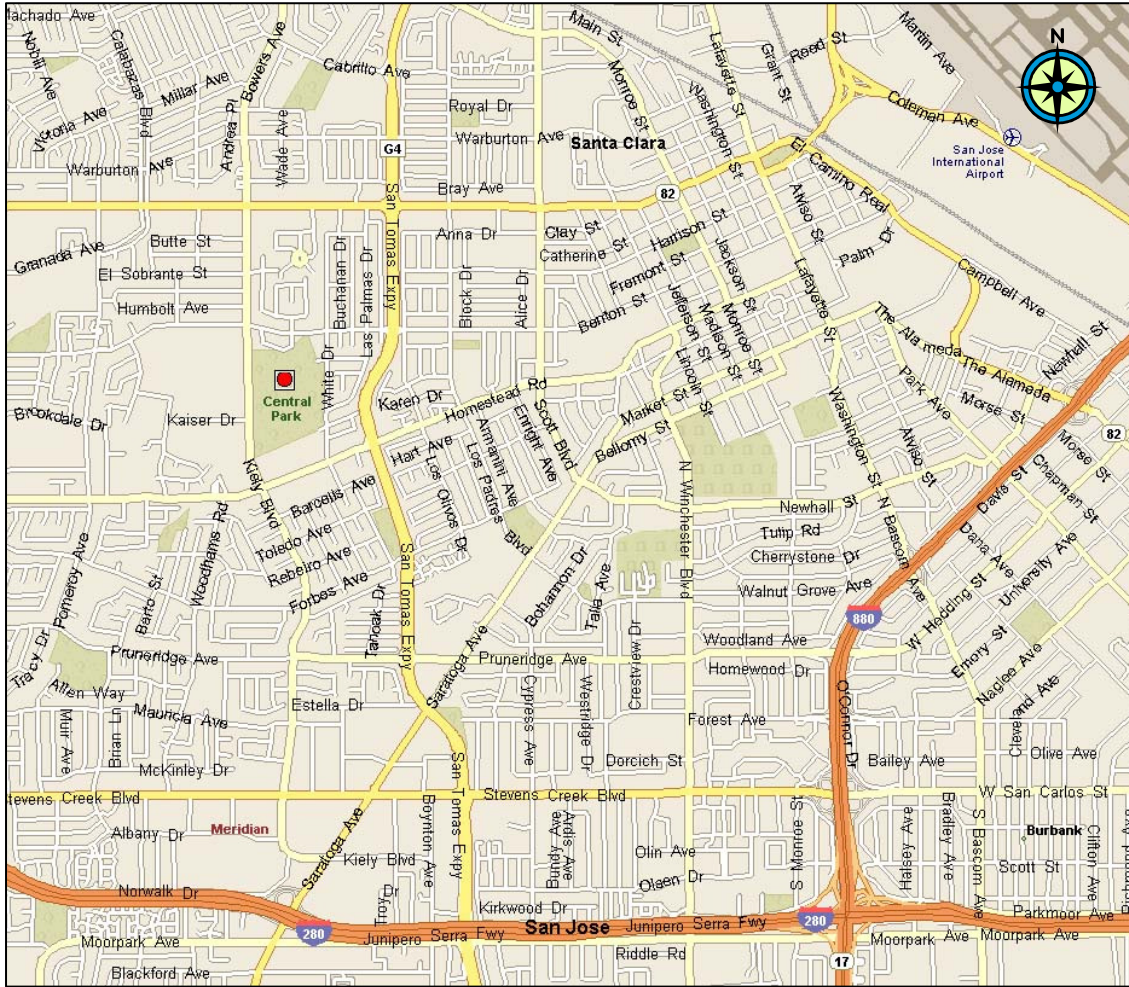 Machado Ave
Nobili Ave
Calabazas Blvd
Bowers Ave
Cabrillo Ave
Main St
Lafayette St
Grant St
Reed St
Martin Ave
N
Millar Ave
Victoria Ave
Andrea Pl
Wade Ave
Royal Dr
Monroe St
Washington St
Coleman Ave
Warburton Ave
Warburton Ave
Santa Clara
G4
El Camino Real
San Jose
International
Airport
San Tomas Expy
Bray Ave
82
Alviso St
Butte St
Granada Ave
El Sobrante St
Humbolt Ave
Buchanan Dr
Las Palmas Dr
Anna Dr
Clay St
Catherine St
Harrison St
Fremont St
Benton St
Jackson St
Palm Dr
Lafayette St
Campbell Ave
Block Dr
Alice Dr
Jefferson St
Madison St
Monroe St
Lincoln St
The Alameda
The Alameda
Newhall St
White Dr
Central
Park
Karen Dr
Homestead Rd
Market St
Bellomy St
Park Ave
Morse St
82
Brookdale Dr
Kaiser Dr
Hart Ave
Armanini Ave
Enright Ave
Scott Blvd
Los Padres Blvd
Los Olivos Dr
Washington St
Alviso St
Morse St
Chapman St
Davis St
Kiely Blvd
Barcells Ave
Toledo Ave
Rebeiro Ave
Forbes Ave
Woodhams Rd
N Winchester Blvd
Newhall St
N Bascom Ave
Tulip Rd
Cherrystone Dr
Walnut Grove Ave
Dana Ave
University Ave
Pomeroy Ave
Barto St
Tahoak Dr
San Tomas Expy
Bohannon Dr
Talia Ave
880
W Hedding St
Emory St
Naglee Ave
Tracy Dr
Pruneridge Ave
Saratoga Ave
Pruneridge Ave
Crestview Dr
Woodland Ave
Homewood Dr
Allen Way
Mauricia Ave
Estella Dr
Cypress Ave
Westridge Dr
Forest Ave
O'Connor Dr
Cleveland Ave
Muir Ave
Brian Ln
McKinley Dr
Dorcich St
Bailey Ave
Olive Ave
Stevens Creek Blvd
San Tomas Expy
Stevens Creek Blvd
W San Carlos St
Albany Dr
Meridian
Saratoga Ave
Kiely Blvd
Boynton Ave
Bundy Ave
Ardis Ave
Olin Ave
Olsen Dr
S Monroe St
Halsey Ave
Bradley Ave
S Bascom Ave
Burbank
Scott St
Clifton Ave
Norwalk Dr
Troy Dr
Kirkwood Dr
280
Junipero Serra Fwy
San Jose
Junipero Serra Fwy
280
Parkmoor Ave
Moorpark Ave
Moorpark Ave
Moorpark Ave
Blackford Ave
Riddle Rd
17